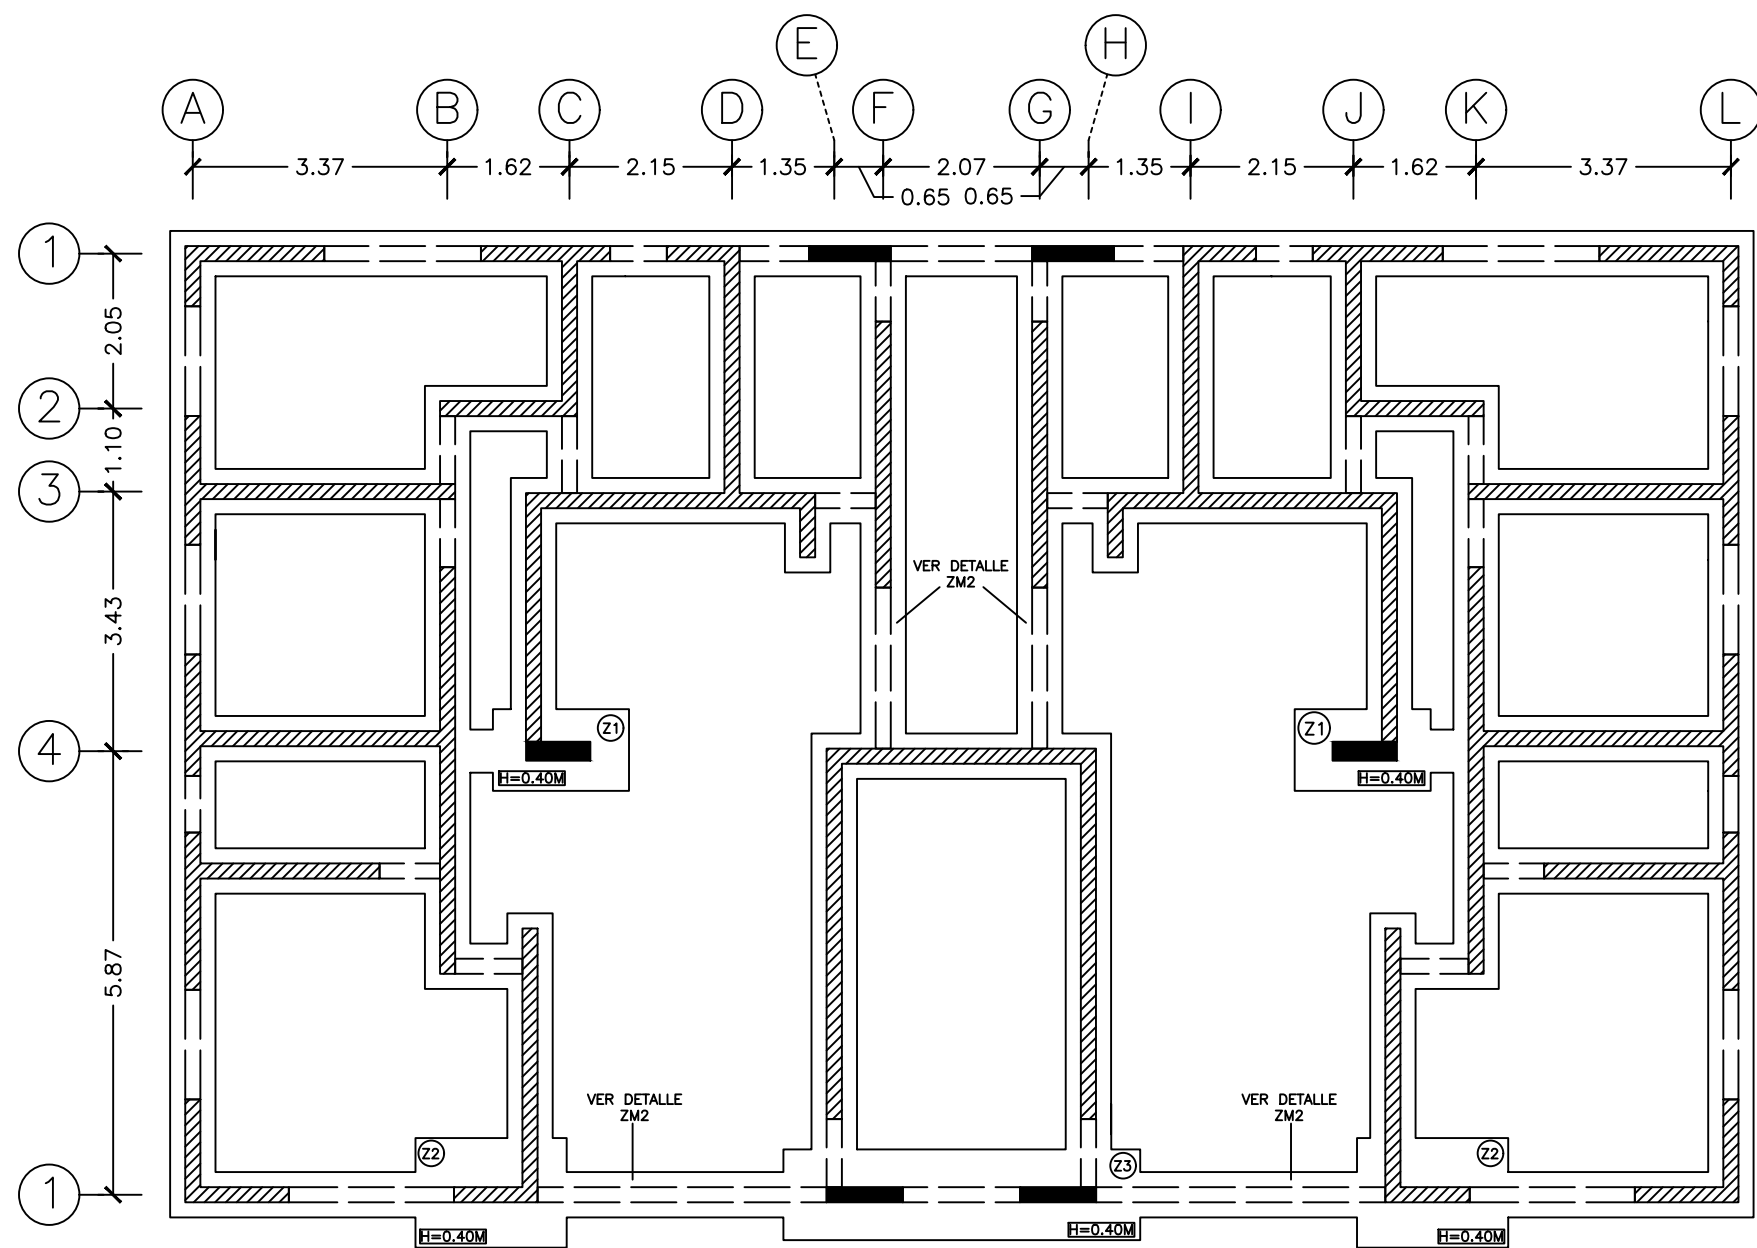 E H
A B C D F G I J K L
3.37 1.62 2.15 1.35 2.07 1.35 2.15 1.62 3.37
0.65 0.65
1
2.05
2
1.10
3
VER DETALLE
ZM2
3.43
Z1 Z1
4
H=0.40M H=0.40M
5.87
VER DETALLE
ZM2
VER DETALLE
ZM2
Z2 Z3 Z2
1
H=0.40M H=0.40M H=0.40M